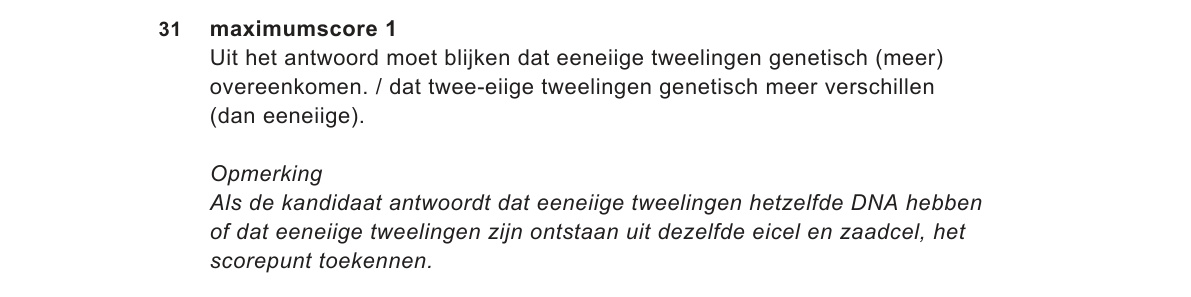 31 maximumscore 1
Uit het antwoord moet blijken dat eeneiige tweelingen genetisch (meer)
overeenkomen. / dat twee-eiige tweelingen genetisch meer verschillen
(dan eeneiige).
Opmerking
Als de kandidaat antwoordt dat eeneiige tweelingen hetzelfde DNA hebben
of dat eeneiige tweelingen zijn ontstaan uit dezelfde eicel en zaadcel, het
scorepunt toekennen.